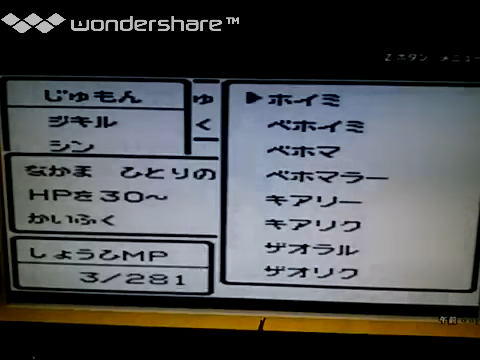 wondershare™
Zボタン メニュー
じゅもん
ゅ
ジキル
く
シン
なかま ひとりの
HPを30〜
かいふく
しょうひMP
3/281
▶ホイミ
ベホイミ
ベホマ
ベホマラー
キアリー
キアリク
ザオラル
ザオリク
午前